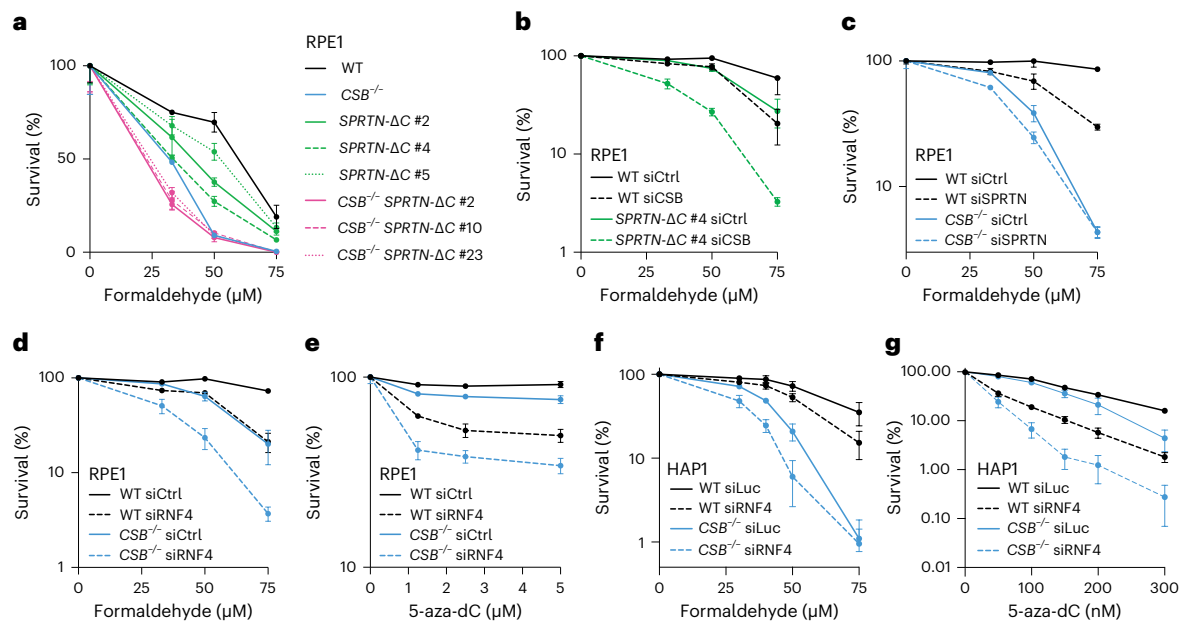 a
Survival (%)
100
50
0
0 25 50 75
Formaldehyde (µM)
RPE1
WT
CSB⁻/⁻
SPRTN-ΔC #2
SPRTN-ΔC #4
SPRTN-ΔC #5
CSB⁻/⁻ SPRTN-ΔC #2
CSB⁻/⁻ SPRTN-ΔC #10
CSB⁻/⁻ SPRTN-ΔC #23
b
Survival (%)
100
10
1
RPE1
WT siCtrl
WT siCSB
SPRTN-ΔC #4 siCtrl
SPRTN-ΔC #4 siCSB
0 25 50 75
Formaldehyde (µM)
c
Survival (%)
100
10
RPE1
WT siCtrl
WT siSPRTN
CSB⁻/⁻ siCtrl
CSB⁻/⁻ siSPRTN
0 25 50 75
Formaldehyde (µM)
d
Survival (%)
100
10
1
RPE1
WT siCtrl
WT siRNF4
CSB⁻/⁻ siCtrl
CSB⁻/⁻ siRNF4
0 25 50 75
Formaldehyde (µM)
e
Survival (%)
100
10
RPE1
WT siCtrl
WT siRNF4
CSB⁻/⁻ siCtrl
CSB⁻/⁻ siRNF4
0 1 2 3 4 5
5-aza-dC (µM)
f
Survival (%)
100
10
1
HAP1
WT siLuc
WT siRNF4
CSB⁻/⁻ siLuc
CSB⁻/⁻ siRNF4
0 25 50 75
Formaldehyde (µM)
g
Survival (%)
100.00
10.00
1.00
0.10
0.01
HAP1
WT siLuc
WT siRNF4
CSB⁻/⁻ siLuc
CSB⁻/⁻ siRNF4
0 100 200 300
5-aza-dC (nM)